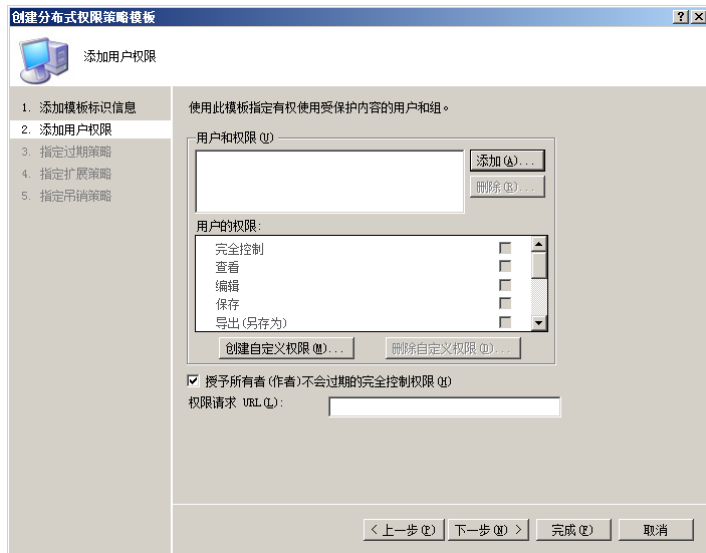 创建分布式权限策略模板
添加用户权限
1. 添加模板标识信息
2. 添加用户权限
3. 指定过期策略
4. 指定扩展策略
5. 指定吊销策略
使用此模板指定有权使用受保护内容的用户和组。
用户和权限(U)
添加(A)...
删除(R)...
用户的权限:
完全控制
查看
编辑
保存
导出(另存为)
创建自定义权限(M)...
删除自定义权限(D)...
授予所有者(作者)不会过期的完全控制权限(H)
权限请求 URL(L):
< 上一步(P)
下一步(N) >
完成(F)
取消